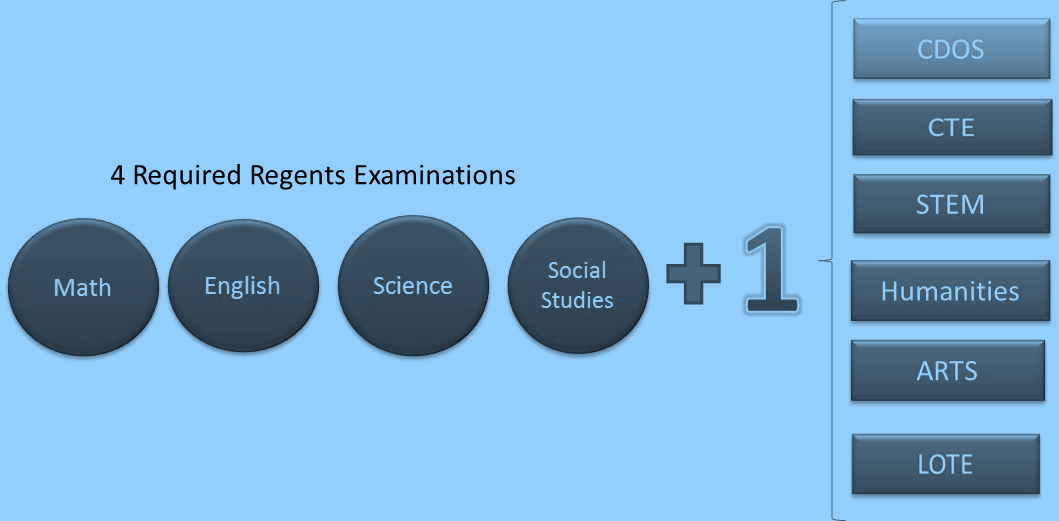 4 Required Regents Examinations
Math
English
Science
Social
Studies
+
1
CDOS
CTE
STEM
Humanities
ARTS
LOTE